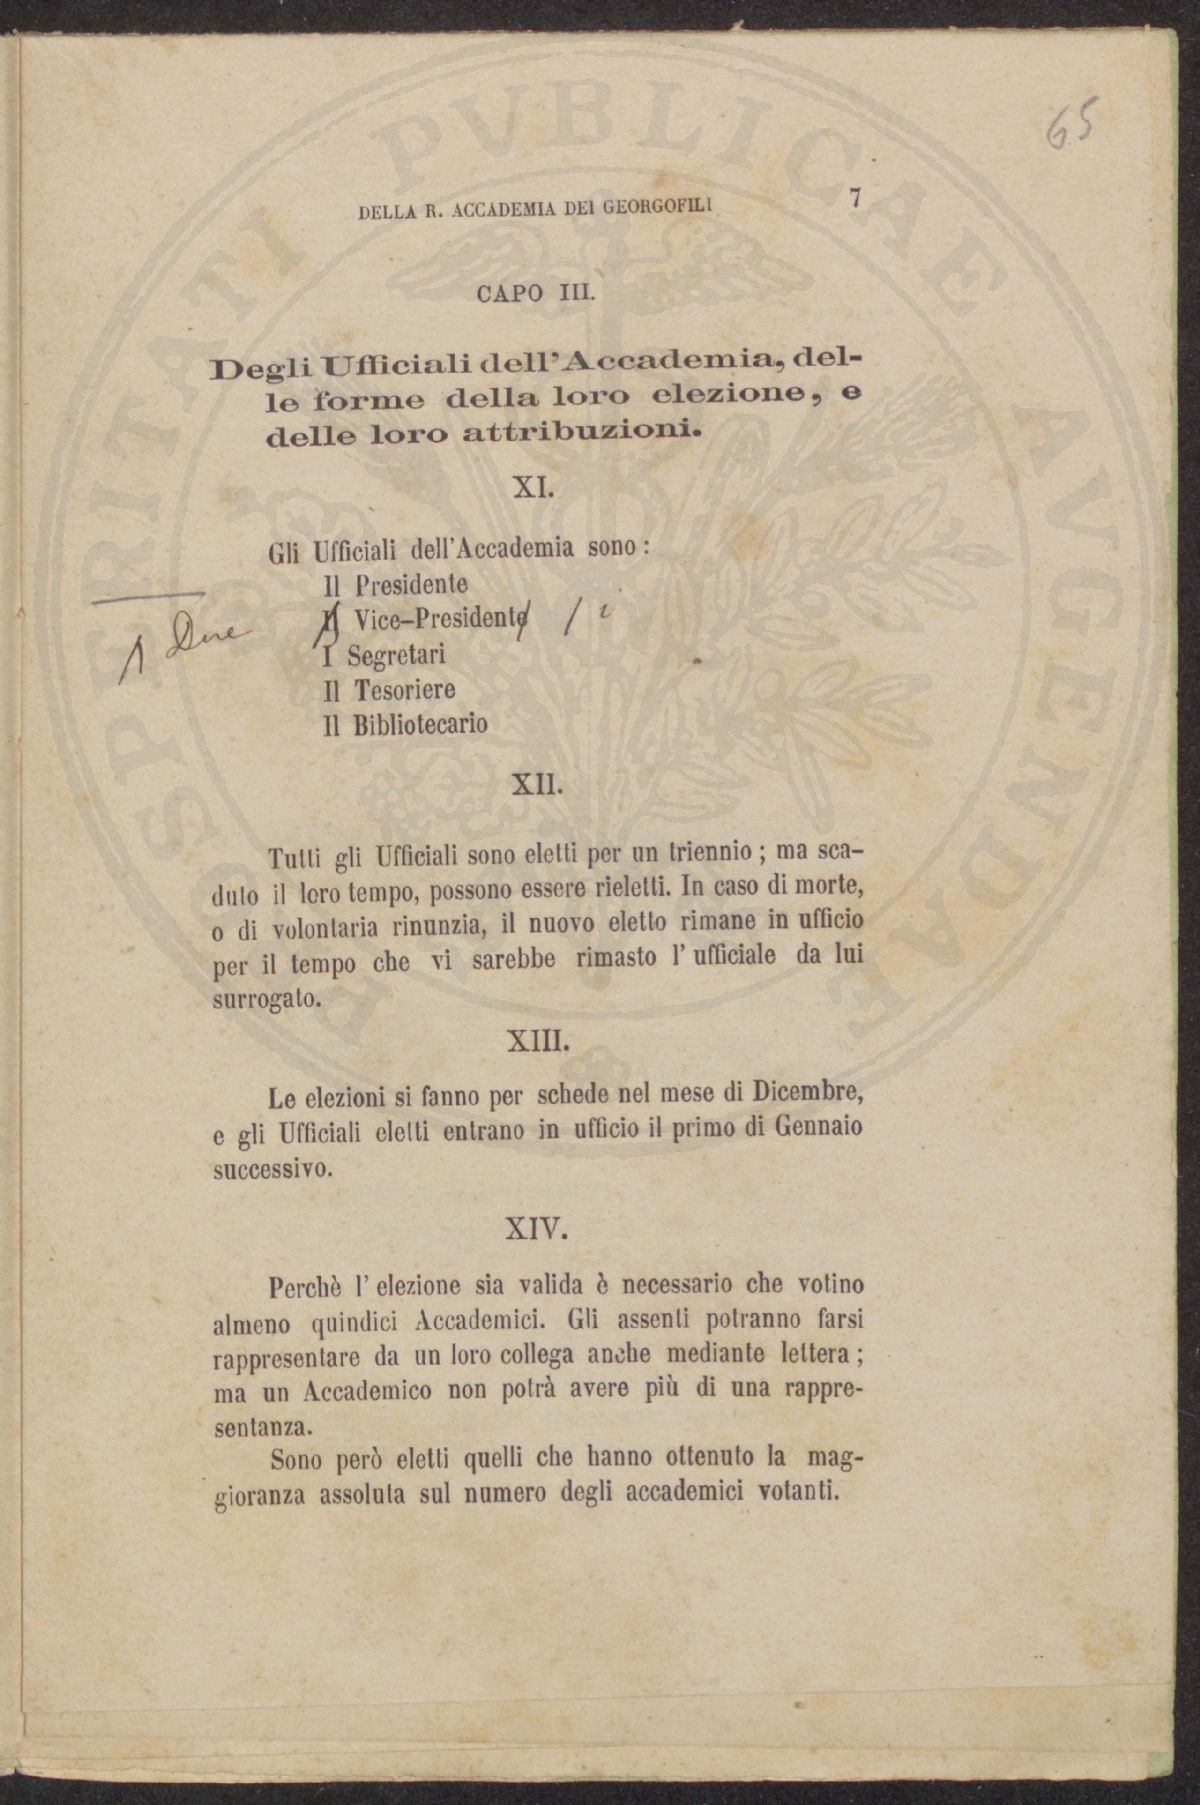 65
DELLA R. ACCADEMIA DEI GEORGOFILI 7
CAPO III.
Degli Ufficiali dell'Accademia, del-
le forme della loro elezione, e
delle loro attribuzioni.
XI.
Gli Ufficiali dell'Accademia sono :
Il Presidente
Due Il Vice-Presidente / i
I Segretari
Il Tesoriere
Il Bibliotecario
XII.
Tutti gli Ufficiali sono eletti per un triennio ; ma sca-
duto il loro tempo, possono essere rieletti. In caso di morte,
o di volontaria rinunzia, il nuovo eletto rimane in ufficio
per il tempo che vi sarebbe rimasto l' ufficiale da lui
surrogato.
XIII.
Le elezioni si fanno per schede nel mese di Dicembre,
e gli Ufficiali eletti entrano in ufficio il primo di Gennaio
successivo.
XIV.
Perchè l' elezione sia valida è necessario che votino
almeno quindici Accademici. Gli assenti potranno farsi
rappresentare da un loro collega anche mediante lettera ;
ma un Accademico non potrà avere più di una rappre-
sentanza.
Sono però eletti quelli che hanno ottenuto la mag-
gioranza assoluta sul numero degli accademici votanti.
PROSPERITATI PVBLICAE AVGENDAE